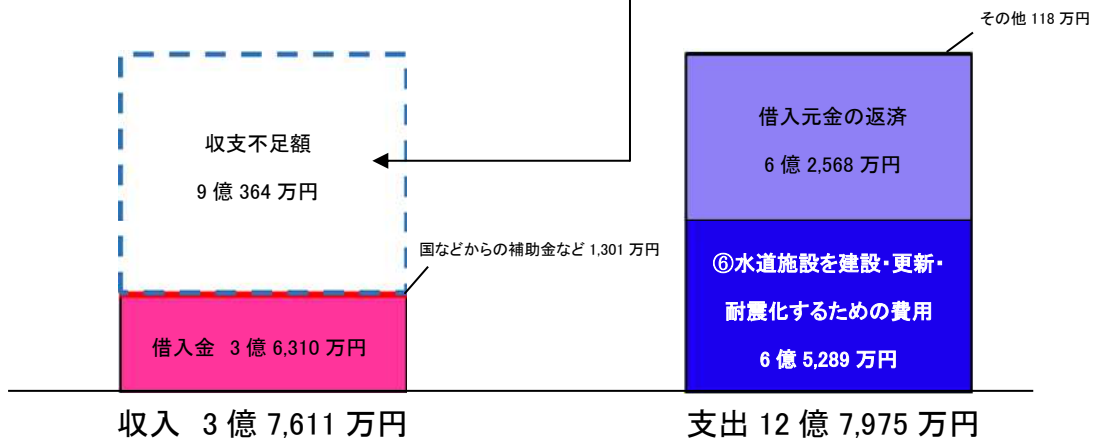 その他 118 万円
収支不足額
9 億 364 万円
借入元金の返済
6 億 2,568 万円
国などからの補助金など 1,301 万円
⑥水道施設を建設・更新・
耐震化するための費用
6 億 5,289 万円
借入金 3 億 6,310 万円
収入 3 億 7,611 万円
支出 12 億 7,975 万円